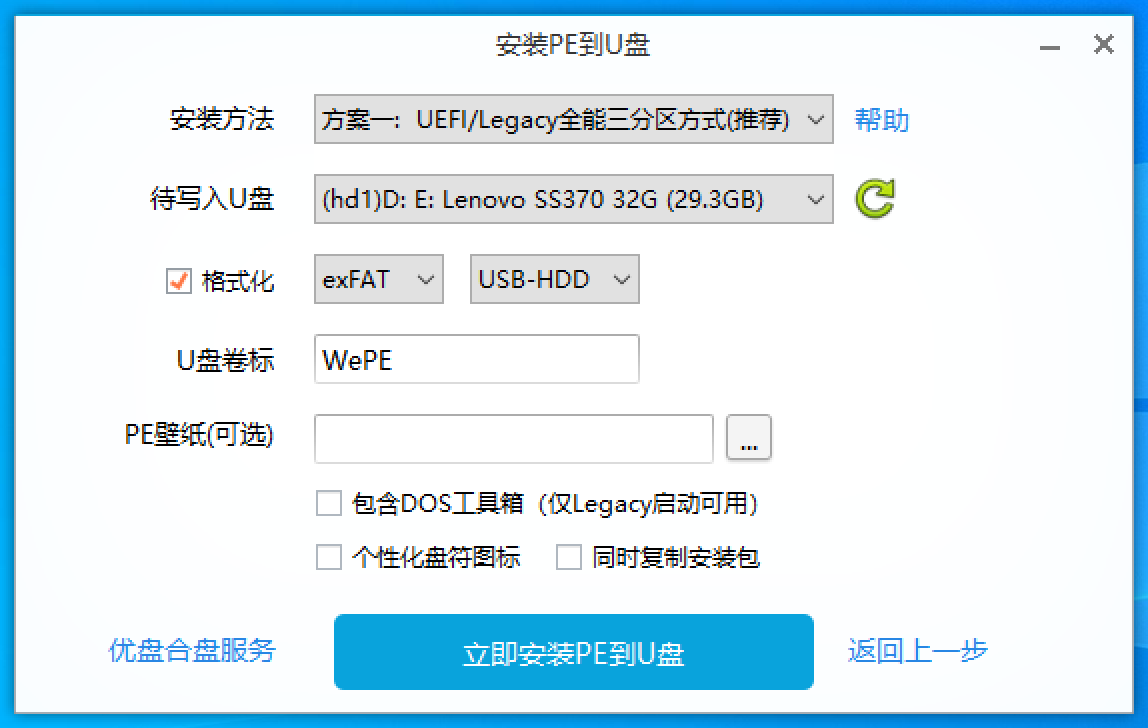 安装PE到U盘
安装方法 方案一：UEFI/Legacy全能三分区方式(推荐) 帮助
待写入U盘 (hd1)D: E: Lenovo SS370 32G (29.3GB)
格式化 exFAT USB-HDD
U盘卷标 WePE
PE壁纸(可选) ...
包含DOS工具箱（仅Legacy启动可用）
个性化盘符图标 同时复制安装包
优盘合盘服务 立即安装PE到U盘 返回上一步